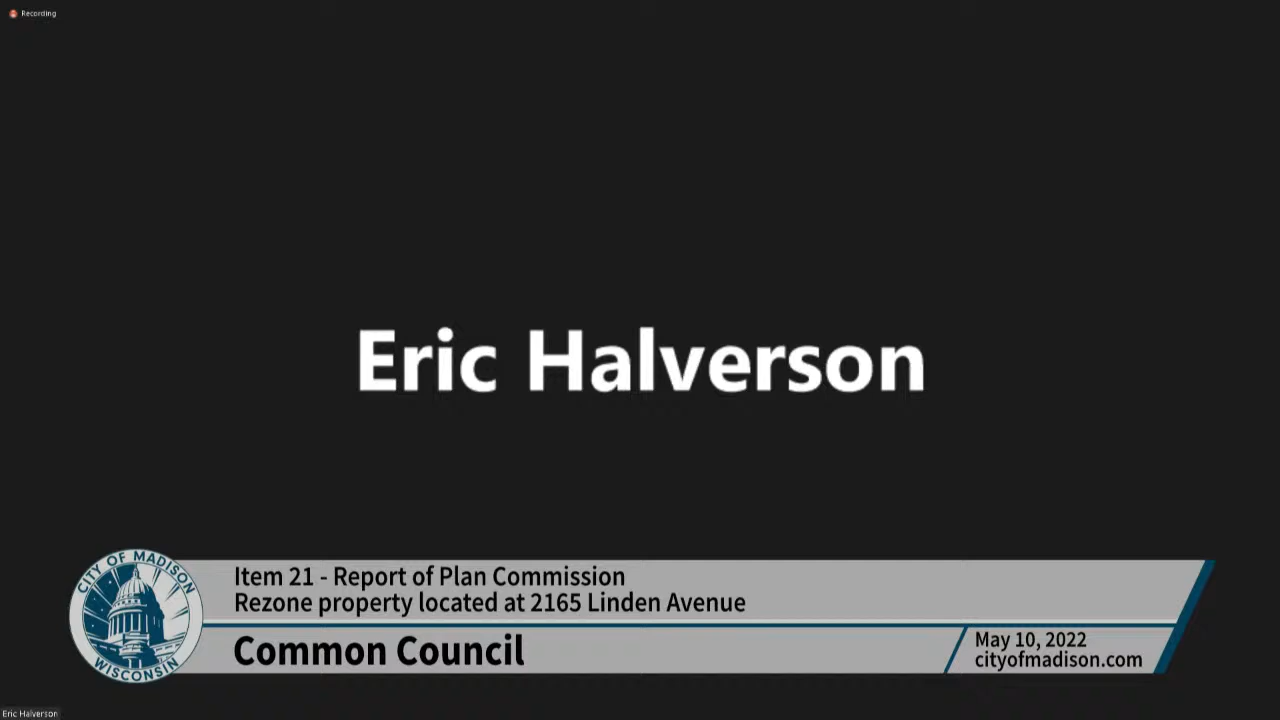 Recording
Eric Halverson
CITY OF MADISON
WISCONSIN
Item 21 - Report of Plan Commission
Rezone property located at 2165 Linden Avenue
Common Council
May 10, 2022
cityofmadison.com
Eric Halverson